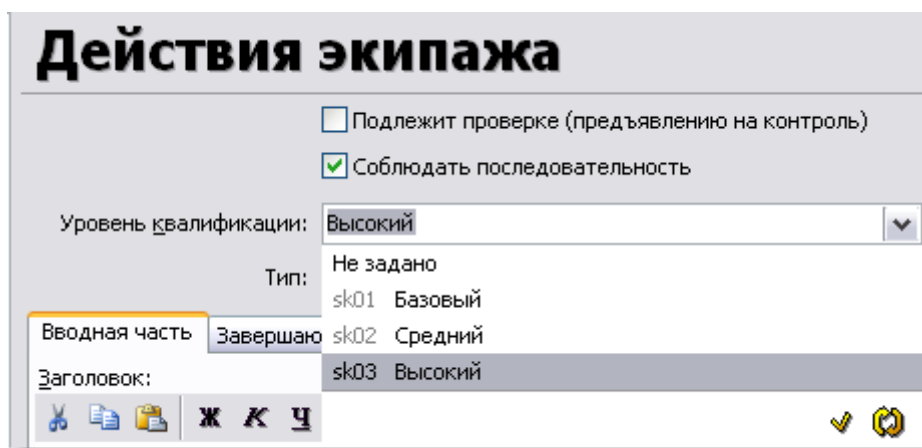 Действия экипажа
Подлежит проверке (предъявлению на контроль)
Соблюдать последовательность
Уровень квалификации: Высокий
Не задано
Тип:
sk01 Базовый
Вводная часть
sk02 Средний
Заголовок:
sk03 Высокий
Ж К Ч